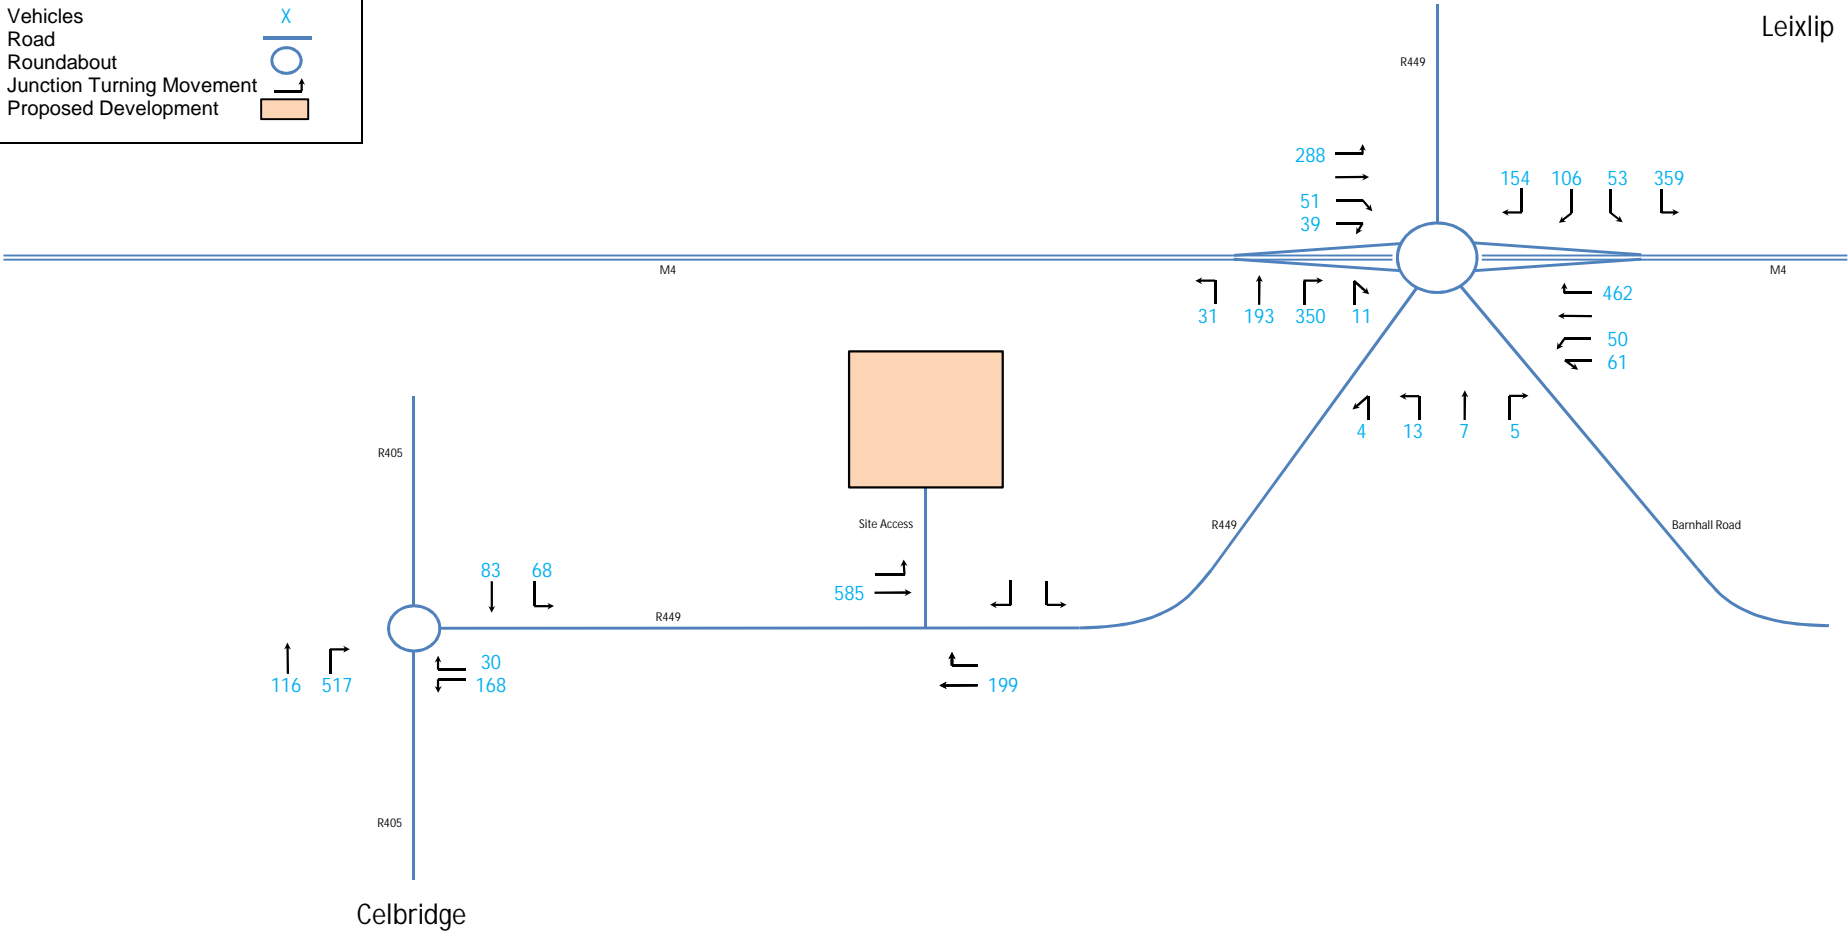 Vehicles X
Road
Roundabout
Junction Turning Movement
Proposed Development
Leixlip
R449
288
154 106 53 359
51
39
M4
M4
31 193 350 11
462
50
61
4 13 7 5
R405
Site Access
R449
Barnhall Road
83 68
585
R449
30
116 517
168
199
R405
Celbridge